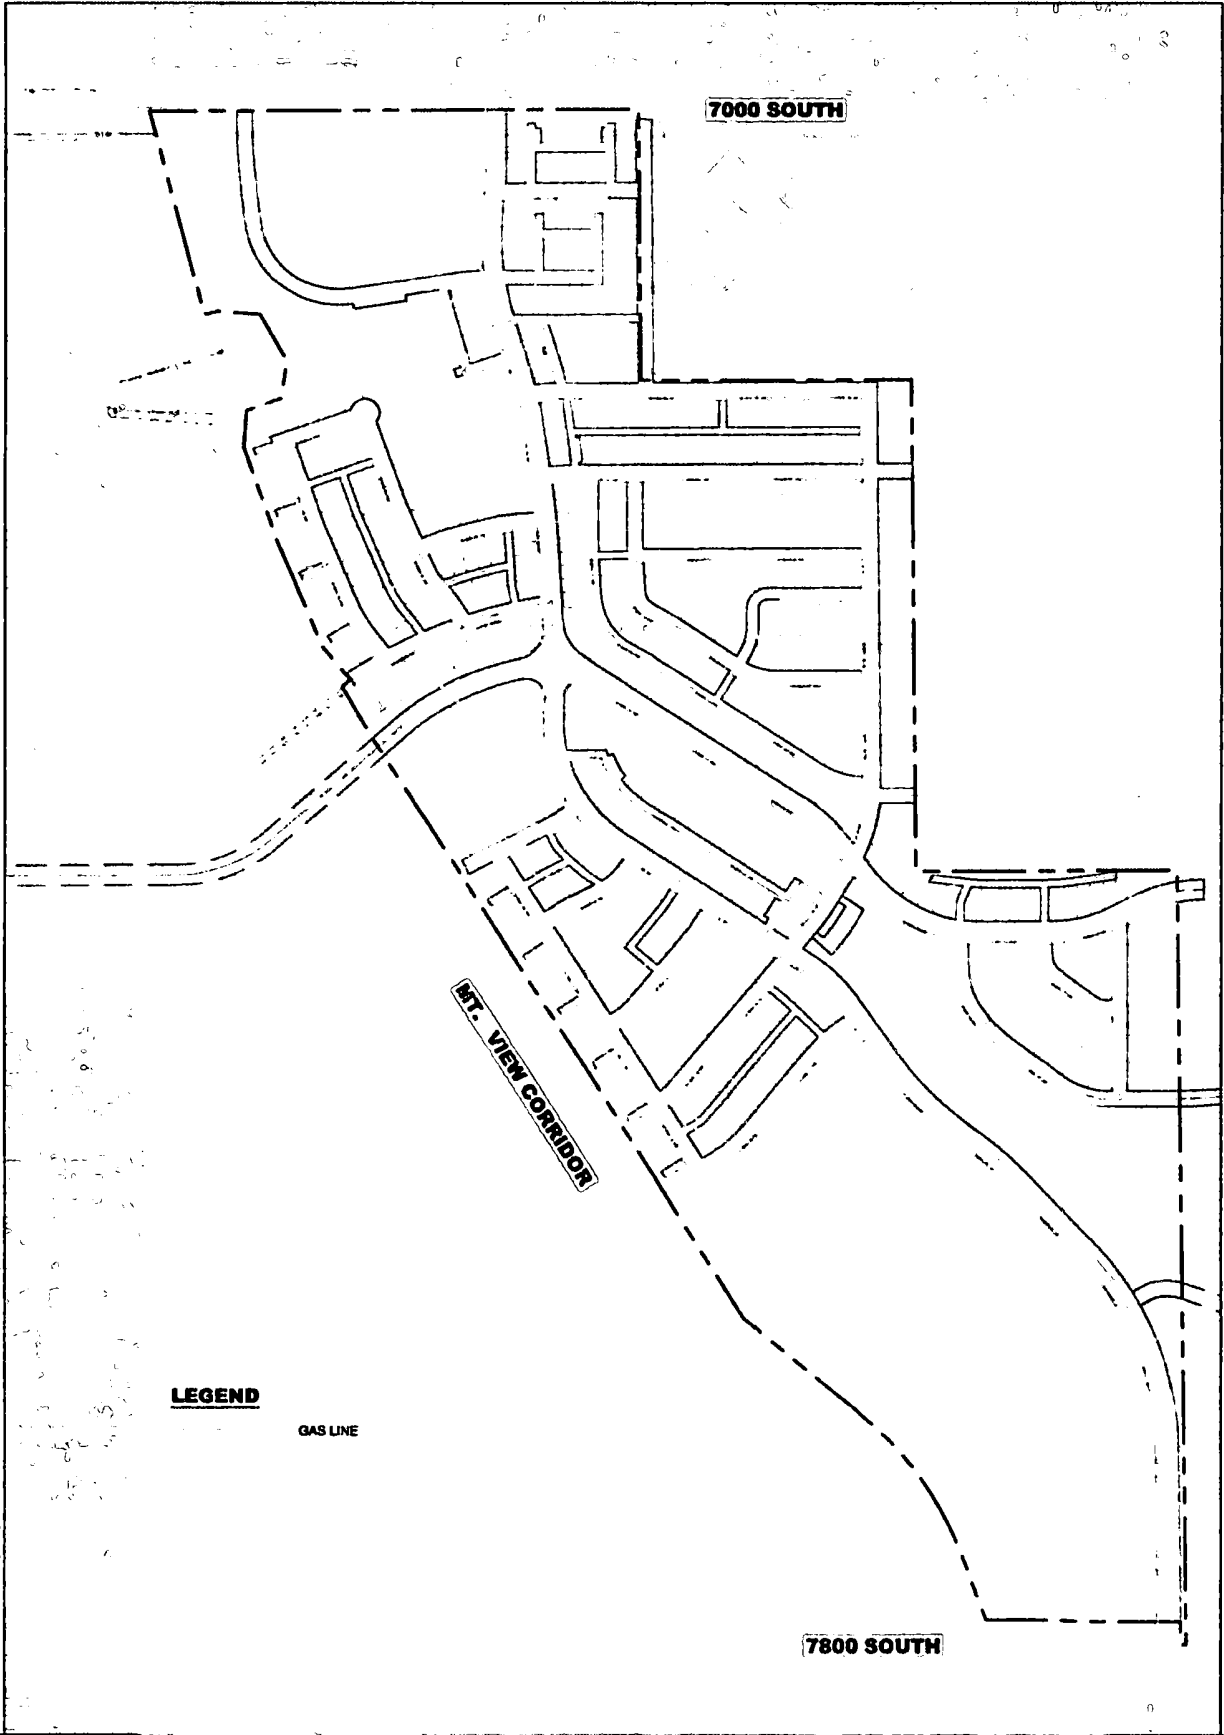 7000 SOUTH
MT. VIEW CORRIDOR
LEGEND
GAS LINE
7800 SOUTH